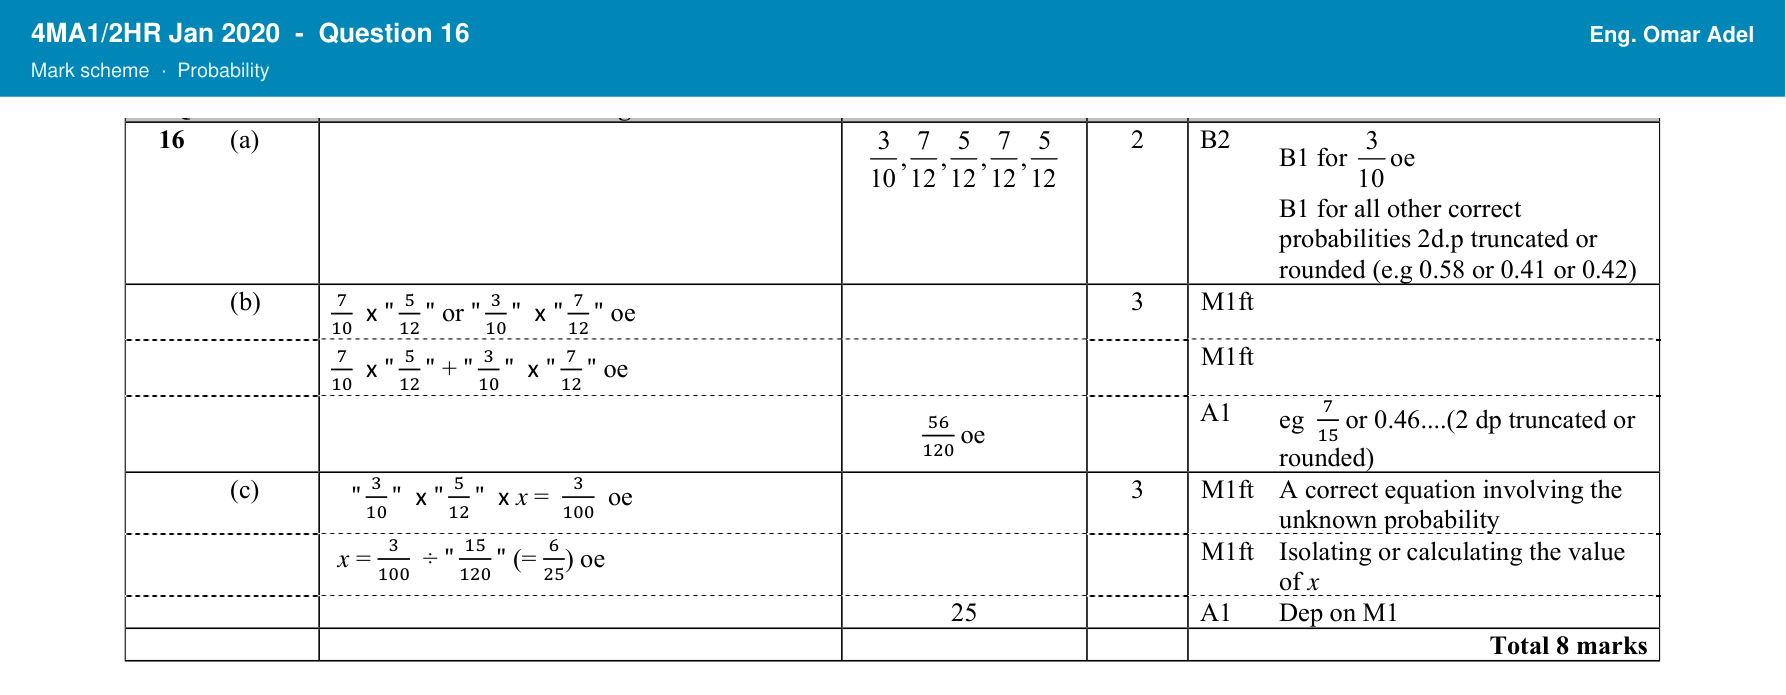 4MA1/2HR Jan 2020 - Question 16
Eng. Omar Adel
Mark scheme · Probability
16 (a) 3/10, 7/12, 5/12, 7/12, 5/12 2 B2 B1 for 3/10 oe
B1 for all other correct
probabilities 2d.p truncated or
rounded (e.g 0.58 or 0.41 or 0.42)
(b) 7/10 x "5/12" or "3/10" x "7/12" oe 3 M1ft
7/10 x "5/12" + "3/10" x "7/12" oe M1ft
56/120 oe A1 eg 7/15 or 0.46....(2 dp truncated or
rounded)
(c) "3/10" x "5/12" x x = 3/100 oe 3 M1ft A correct equation involving the
unknown probability
x = 3/100 ÷ "15/120" (= 6/25) oe M1ft Isolating or calculating the value
of x
25 A1 Dep on M1
Total 8 marks